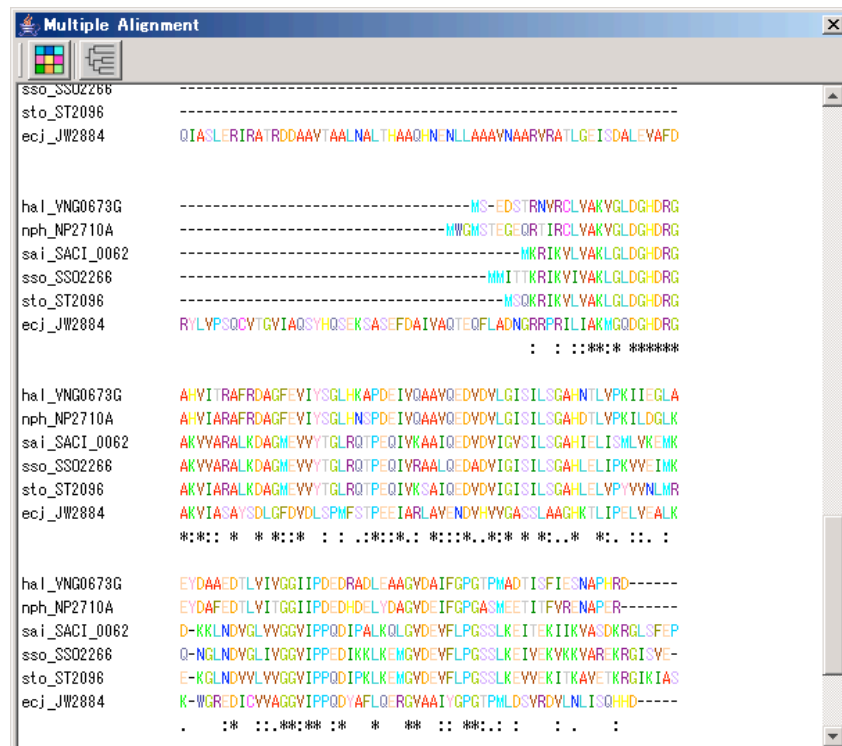 Multiple Alignment
sso_SSO2266 ------------------------------------------------------------
sto_ST2096 ------------------------------------------------------------
ecj_JW2884 QIASLERIRATRDDAAVTAALNALTHAAQHNENLLAAAVNAARVRATLGEISDALEVAFD
hal_VNG0673G -----------------------------------MS-EDSTRNVRCLVAKVGLDGHDRG
nph_NP2710A --------------------------------MWGMSTEGEQRTIRCLVAKVGLDGHDRG
sai_SACI_0062 -----------------------------------------MKRIKVLVAKLGLDGHDRG
sso_SSO2266 -------------------------------------MMITTKRIKVIVAKLGLDGHDRG
sto_ST2096 ---------------------------------------MSQKRIKVLVAKLGLDGHDRG
ecj_JW2884 RYLVPSQCVTGVIAQSYHQSEKSASEFDAIVAQTEQFLADNGRRPRILIAKMGQDGHDRG
: : ::**:* ******
hal_VNG0673G AHVITRAFRDAGFEVIYSGLHKAPDEIVQAAVQEDVDVLGISILSGAHNTLVPKIIEGLA
nph_NP2710A AHVIARAFRDAGFEVIYSGLHNSPDEIVQAAVQEDVDVLGISILSGAHDTLVPKILDGLK
sai_SACI_0062 AKVVARALKDAGMEVVYTGLRQTPEQIVKAAIQEDVDVIGVSILSGAHIELISMLVKEMK
sso_SSO2266 AKVVARALKDAGMEVVYTGLRQTPEQIVRAALQEDADVIGISILSGAHLELIPKVVEIMK
sto_ST2096 AKVIARALKDAGMEVVYTGLRQTPEQIVKSAIQEDVDVIGISILSGAHLELVPYVVNLMR
ecj_JW2884 AKVIASAYSDLGFDVDLSPMFSTPEEIARLAVENDVHVVGASSLAAGHKTLIPELVEALK
*:*:: * * *::* : : .:*::*.: *:::*..*:* * *:..* *:. ::. :
hal_VNG0673G EYDAAEDTLVIVGGIIPDEDRADLEAAGVDAIFGPGTPMADTISFIESNAPHRD------
nph_NP2710A EYDAFEDTLVITGGIIPDEDHDELYDAGVDEIFGPGASMEETITFVRENAPER-------
sai_SACI_0062 D-KKLNDVGLVVGGVIPPQDIPALKQLGVDEVFLPGSSLKEITEKIIKVASDKRGLSFEP
sso_SSO2266 Q-NGLNDVGLIVGGVIPPEDIKKLKEMGVDEVFLPGSSLKEIVEKVKKVAREKRGISVE-
sto_ST2096 E-KGLNDVVLVVGGVIPPQDIPKLKEMGVDEVFLPGSSLKEVVEKITKAVETKRGIKIAS
ecj_JW2884 K-WGREDICVVAGGVIPPQDYAFLQERGVAAIYGPGTPMLDSVRDVLNLISQHHD-----
. :* ::.**:** :* * ** :: **:.: : : . :